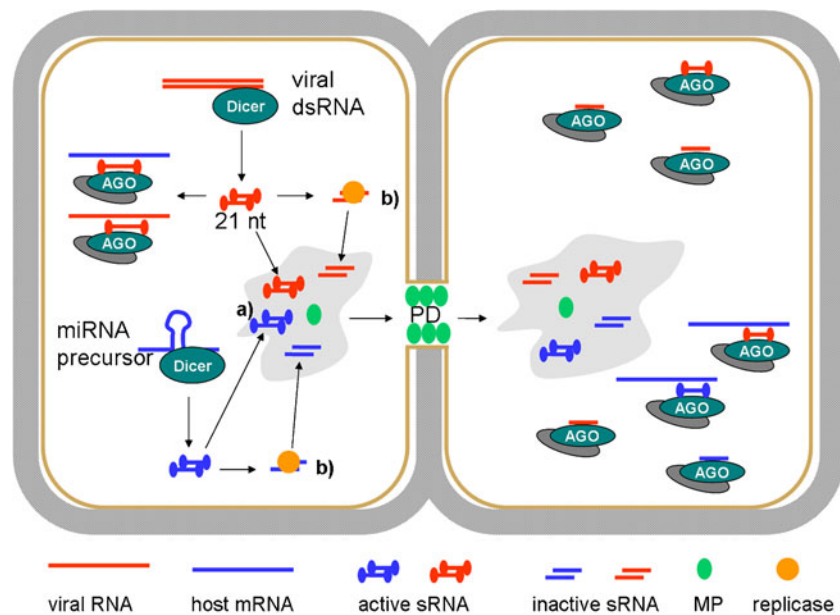 viral
dsRNA
Dicer
AGO
AGO
21 nt
b)
a)
miRNA
precursor
Dicer
b)
PD
AGO
AGO
AGO
AGO
AGO
AGO
AGO
viral RNA host mRNA active sRNA inactive sRNA MP replicase